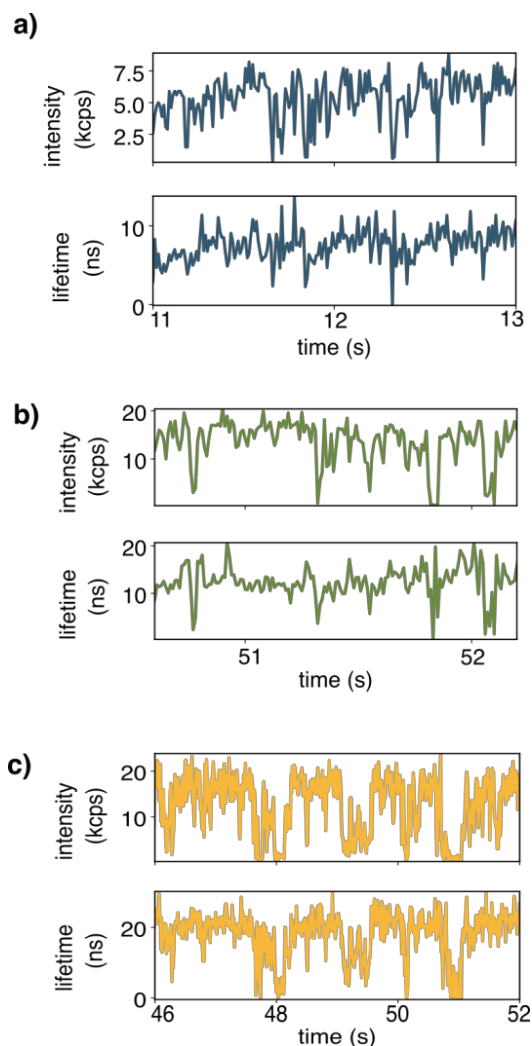 a)
intensity
(kcps)
7.5
5.0
2.5
lifetime
(ns)
10
0
11
12
13
time (s)
b)
intensity
(kcps)
20
10
lifetime
(ns)
20
10
51
52
time (s)
c)
intensity
(kcps)
20
10
lifetime
(ns)
20
0
46
48
50
52
time (s)